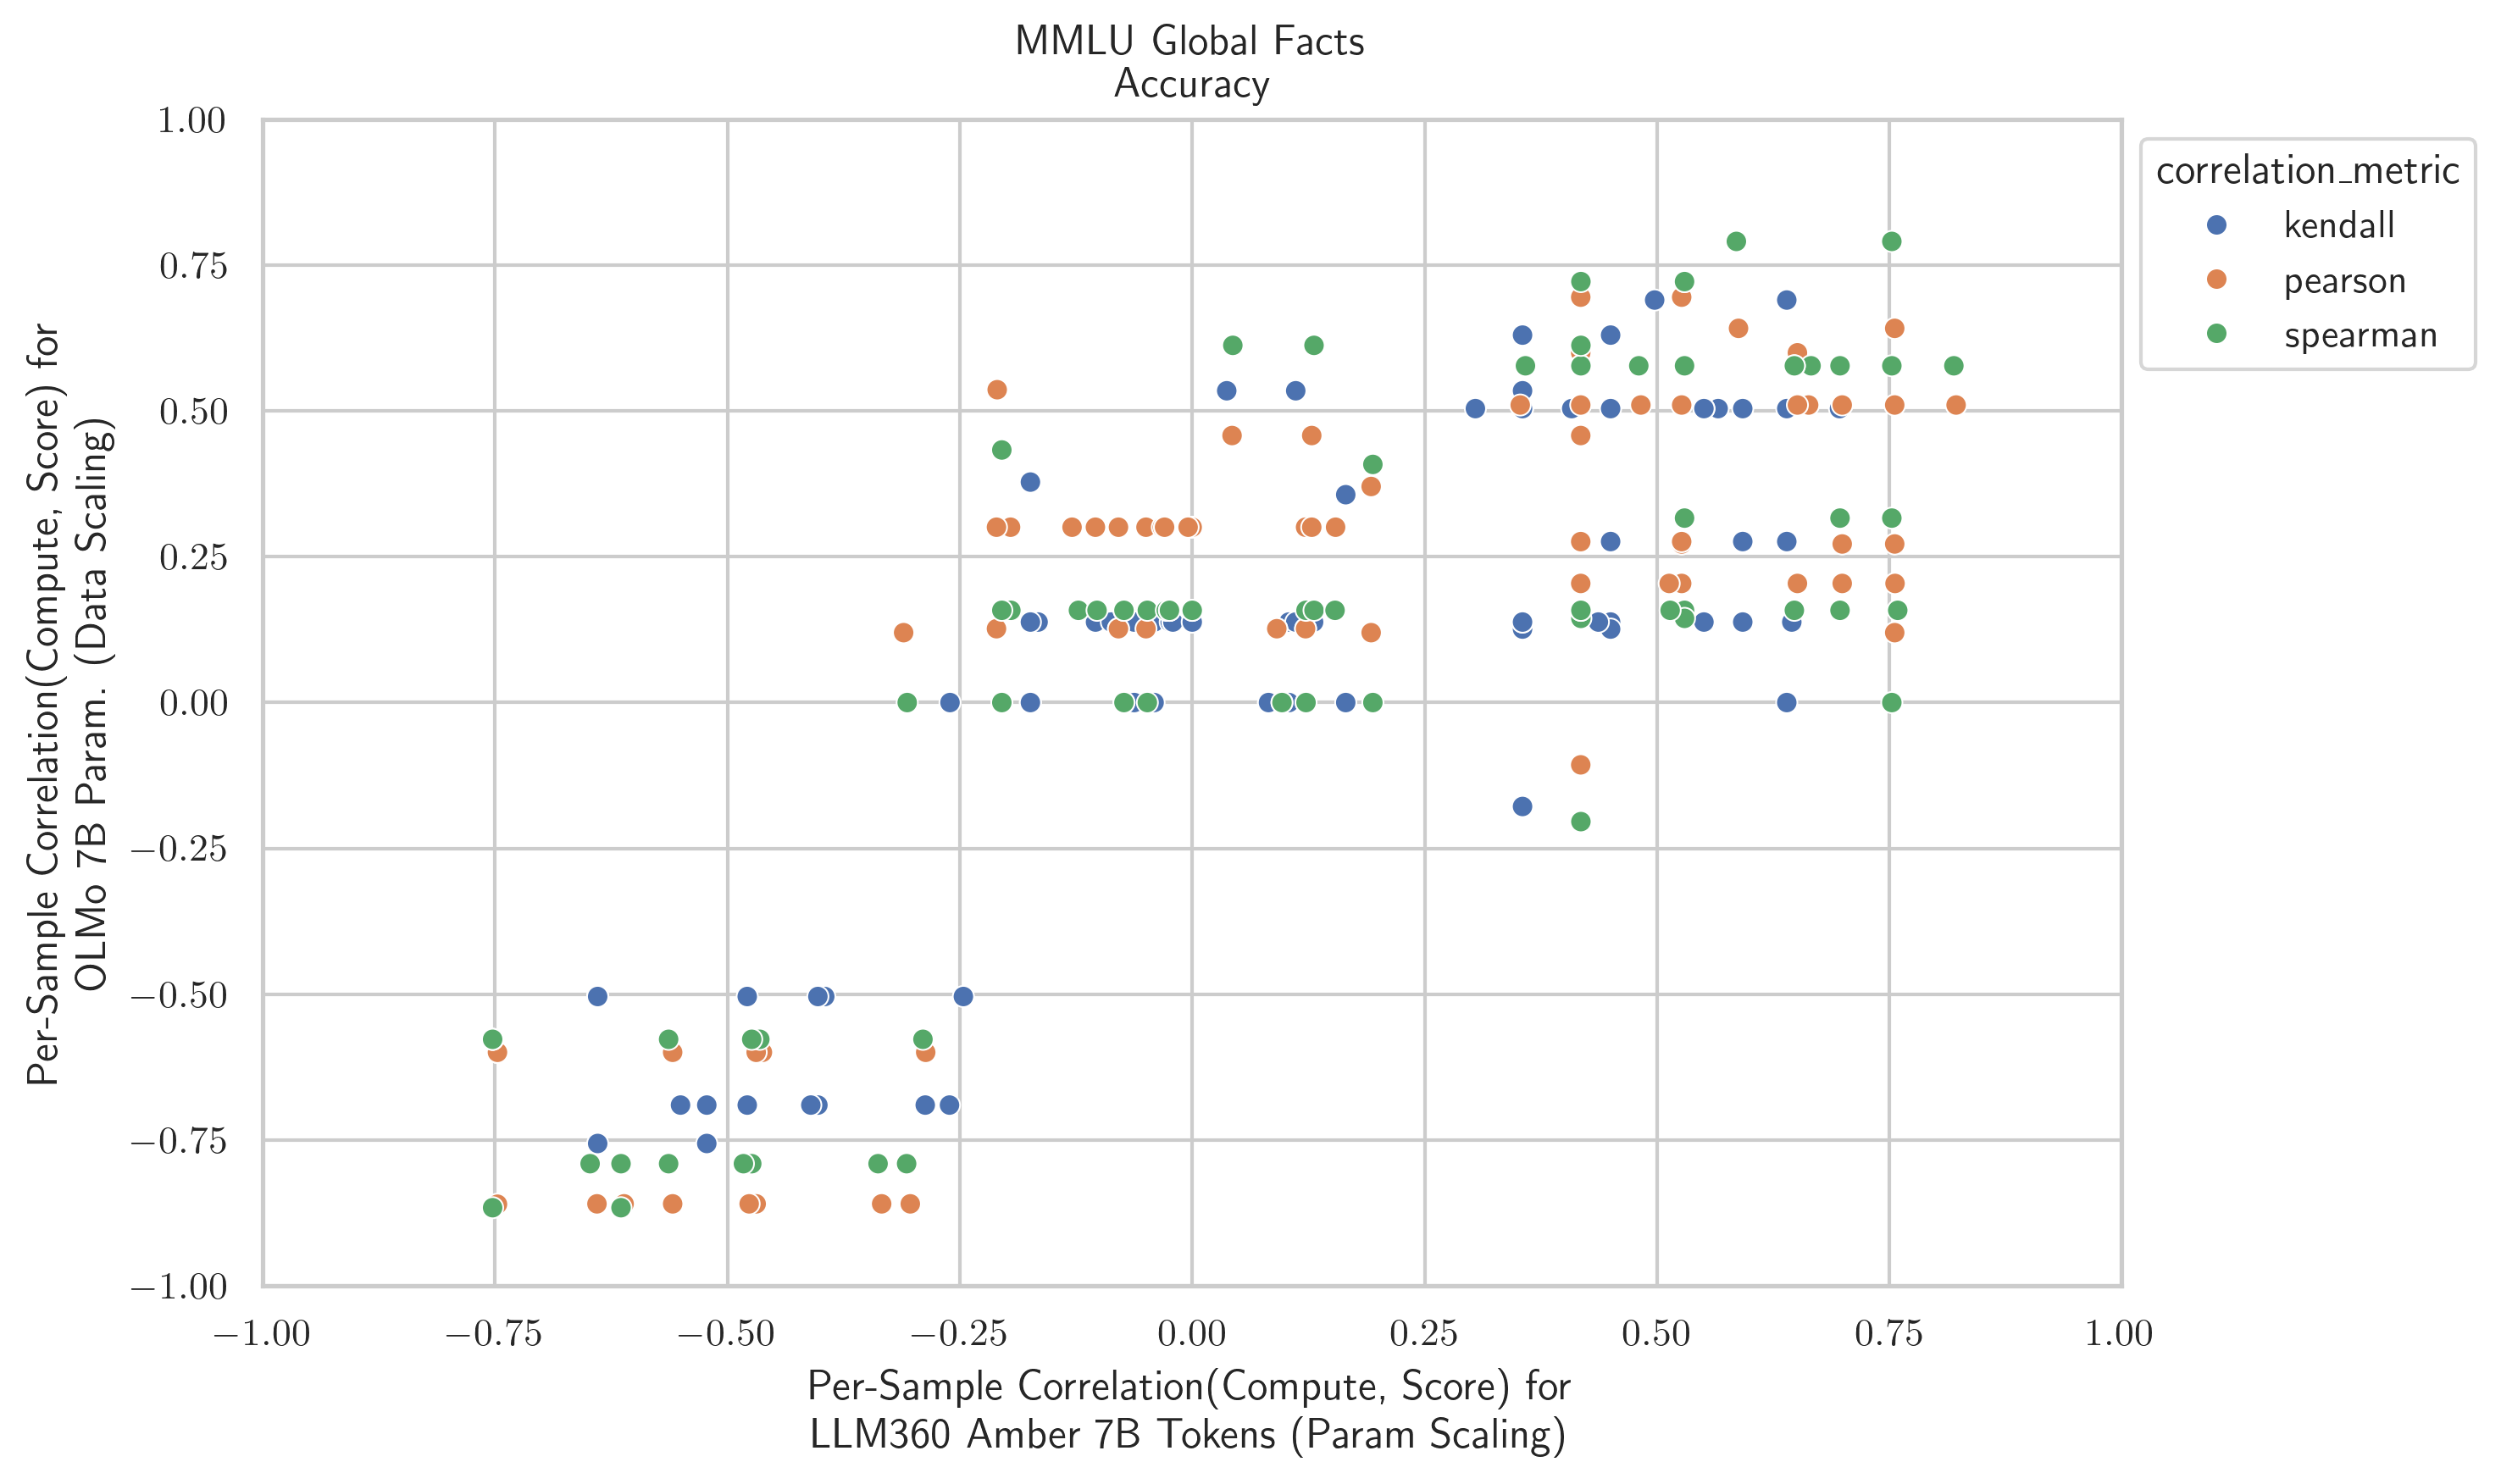 MMLU Global Facts
Accuracy
Per-Sample Correlation(Compute, Score) for
OLMo 7B Param. (Data Scaling)
1.00
0.75
0.50
0.25
0.00
−0.25
−0.50
−0.75
−1.00
−1.00
−0.75
−0.50
−0.25
0.00
0.25
0.50
0.75
1.00
Per-Sample Correlation(Compute, Score) for
LLM360 Amber 7B Tokens (Param Scaling)
correlation_metric
kendall
pearson
spearman